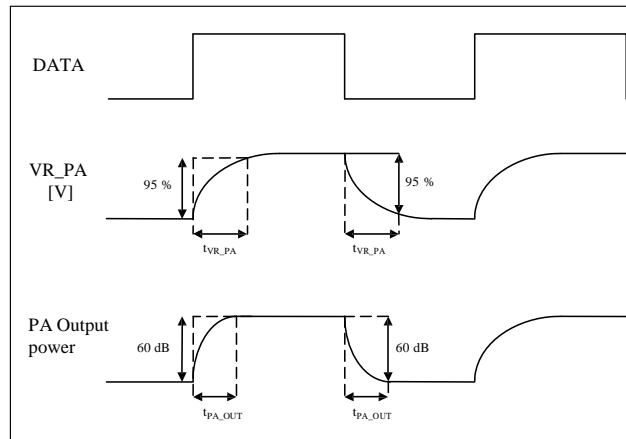 DATA
VR_PA
[V]
95 %
95 %
tVR_PA
tVR_PA
PA Output
power
60 dB
60 dB
tPA_OUT
tPA_OUT